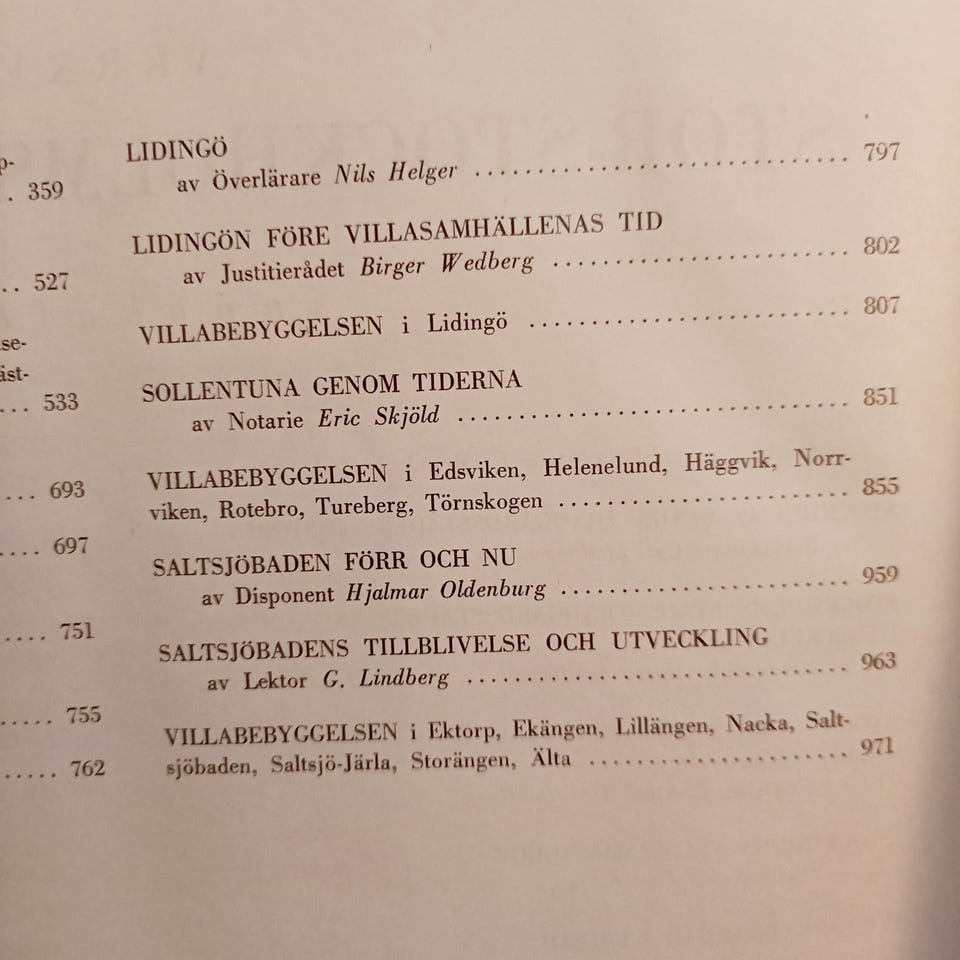 p-
. . 359
. . 527
se-
äst-
. . . 533
. . . . 693
. . . . 697
. . . . 751
. . . . . 755
. . . . . 762
LIDINGÖ
av Överlärare Nils Helger . . . . . . . . . . . . . . . . . . . . . . . . . . . . . . 797
LIDINGÖN FÖRE VILLASAMHÄLLENAS TID
av Justitierådet Birger Wedberg . . . . . . . . . . . . . . . . . . . . . . . . 802
VILLABEBYGGELSEN i Lidingö . . . . . . . . . . . . . . . . . . . . . . . . . . 807
SOLLENTUNA GENOM TIDERNA
av Notarie Eric Skjöld . . . . . . . . . . . . . . . . . . . . . . . . . . . . . . . 851
VILLABEBYGGELSEN i Edsviken, Helenelund, Häggvik, Norr-
viken, Rotebro, Tureberg, Törnskogen . . . . . . . . . . . . . . . . . . . . . . . 855
SALTSJÖBADEN FÖRR OCH NU
av Disponent Hjalmar Oldenburg . . . . . . . . . . . . . . . . . . . . . . . 959
SALTSJÖBADENS TILLBLIVELSE OCH UTVECKLING
av Lektor G. Lindberg . . . . . . . . . . . . . . . . . . . . . . . . . . . . . . 963
VILLABEBYGGELSEN i Ektorp, Ekängen, Lillängen, Nacka, Salt-
sjöbaden, Saltsjö-Järla, Storängen, Älta . . . . . . . . . . . . . . . . . . . . . 971